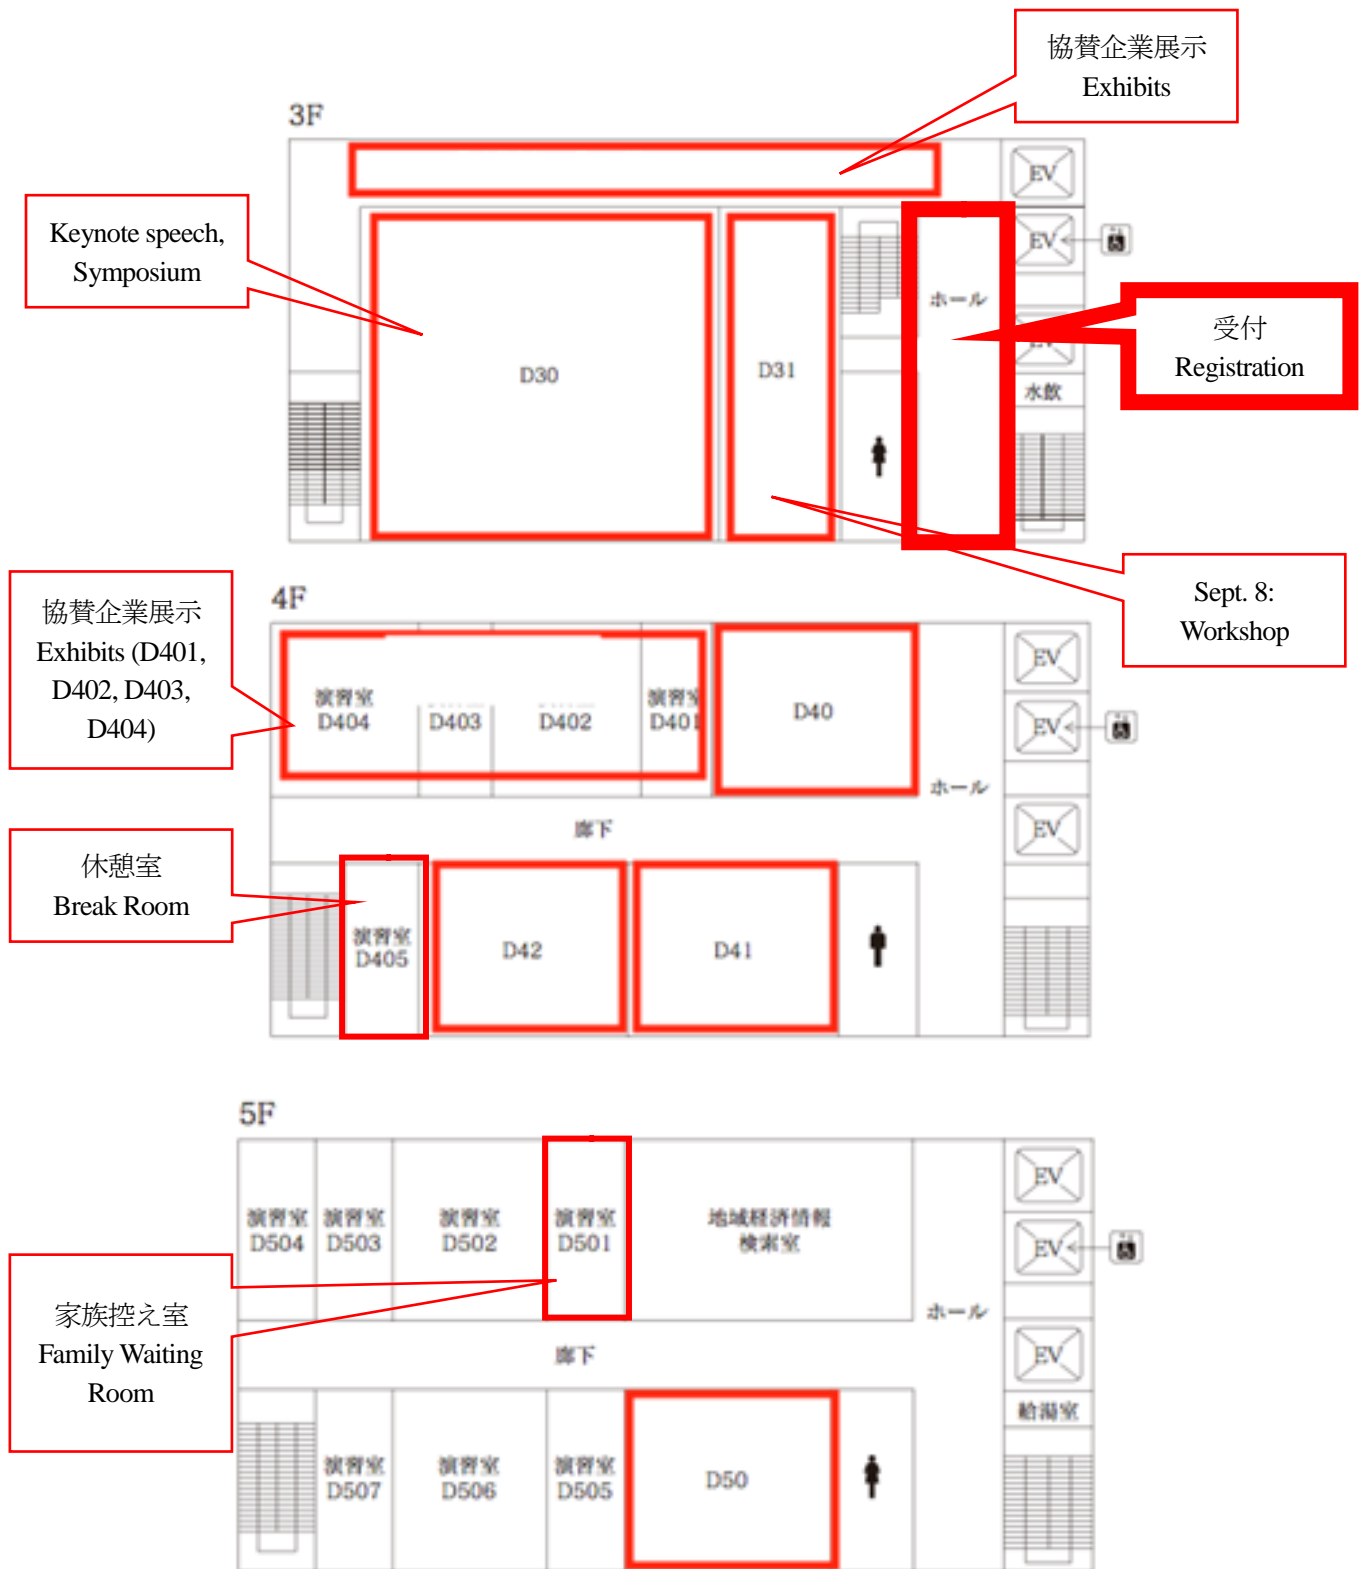 協賛企業展示
Exhibits
3F
EV
Keynote speech,
Symposium
EV
ホール
受付
Registration
EV
D30
D31
水飲
Sept. 8:
Workshop
4F
協賛企業展示
Exhibits (D401,
D402, D403,
D404)
EV
演習室
D404
D403
D402
演習室
D401
D40
EV
ホール
廊下
EV
休憩室
Break Room
演習室
D405
D42
D41
5F
EV
演習室
D504
演習室
D503
演習室
D502
演習室
D501
地域経済情報
検索室
EV
家族控え室
Family Waiting
Room
ホール
廊下
EV
給湯室
演習室
D507
演習室
D506
演習室
D505
D50